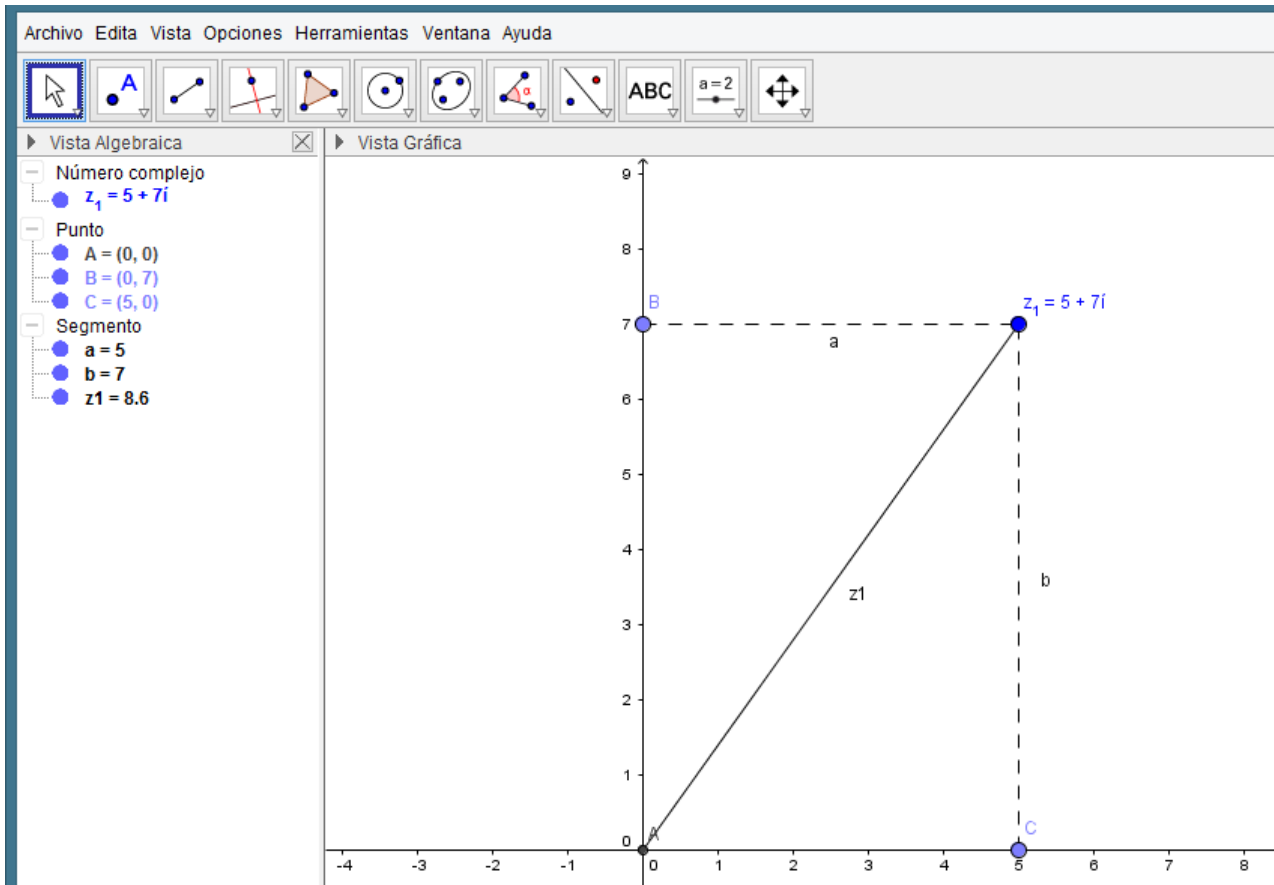 Archivo Edita Vista Opciones Herramientas Ventana Ayuda
A α ABC a=2
Vista Algebraica
Número complejo
z₁ = 5 + 7í
Punto
A = (0, 0)
B = (0, 7)
C = (5, 0)
Segmento
a = 5
b = 7
z1 = 8.6
Vista Gráfica
9
8
B
z₁ = 5 + 7í
7
a
6
5
4
b
z1
3
2
1
A
C
0
-4 -3 -2 -1 0 1 2 3 4 5 6 7 8